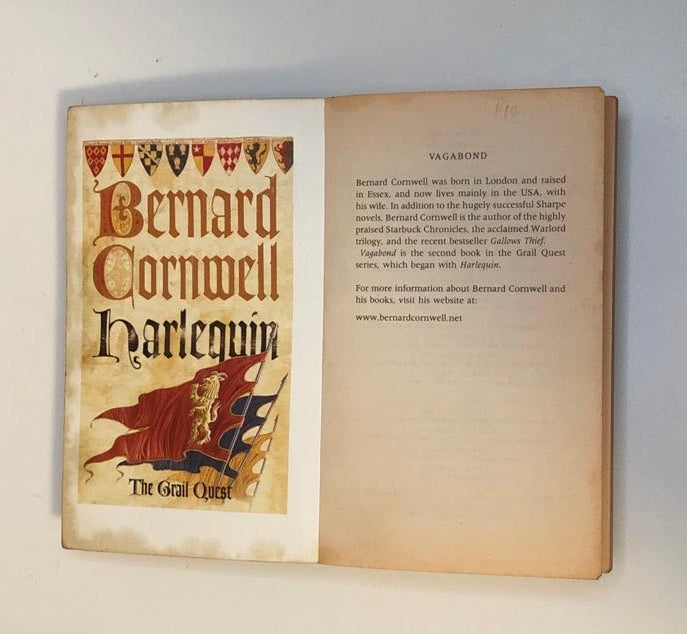 Bernard
Cornwell
harlequin
The Grail Quest
VAGABOND
Bernard Cornwell was born in London and raised
in Essex, and now lives mainly in the USA, with
his wife. In addition to the hugely successful Sharpe
novels, Bernard Cornwell is the author of the highly
praised Starbuck Chronicles, the acclaimed Warlord
trilogy, and the recent bestseller Gallows Thief.
Vagabond is the second book in the Grail Quest
series, which began with Harlequin.
For more information about Bernard Cornwell and
his books, visit his website at:
www.bernardcornwell.net